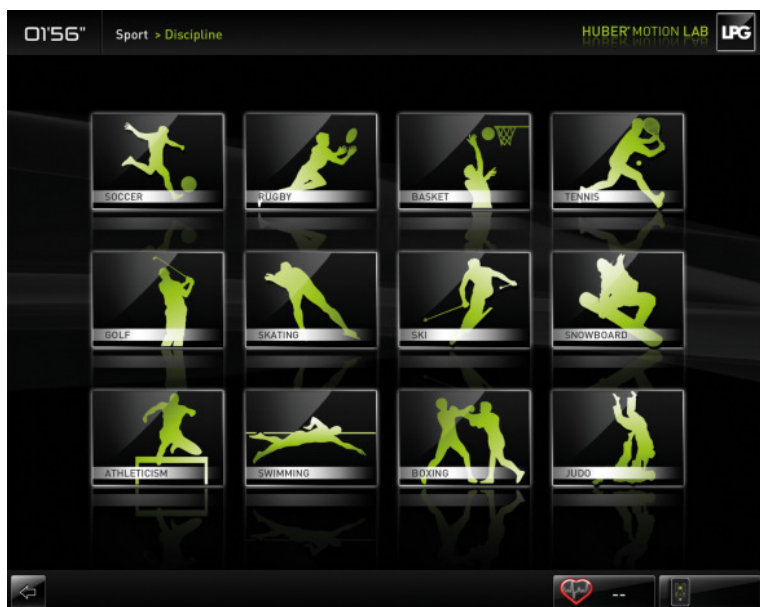 01'56"
Sport > Discipline
HUBER® MOTION LAB
LPG
SOCCER
RUGBY
BASKET
TENNIS
GOLF
SKATING
SKI
SNOWBOARD
ATHLETICISM
SWIMMING
BOXING
JUDO
--